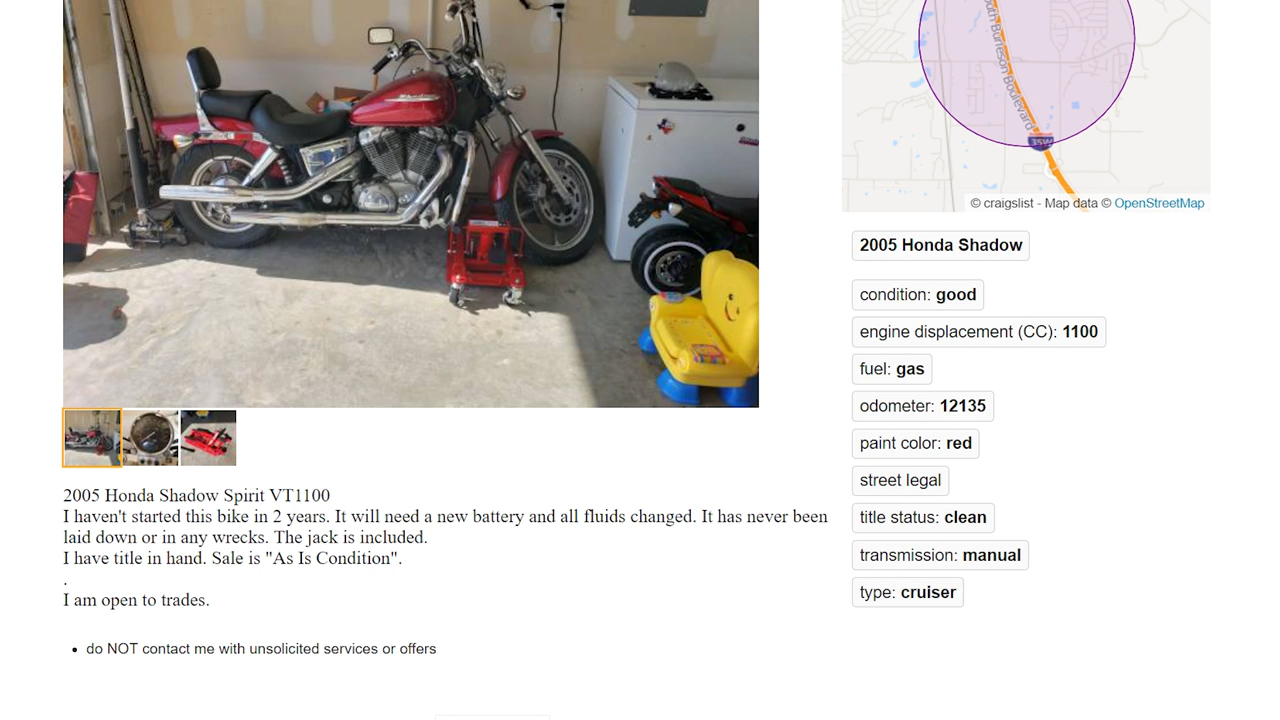 South Burleson Boulevard
35W
© craigslist - Map data © OpenStreetMap
2005 Honda Shadow
condition: good
engine displacement (CC): 1100
fuel: gas
odometer: 12135
paint color: red
street legal
title status: clean
transmission: manual
type: cruiser
2005 Honda Shadow Spirit VT1100
I haven't started this bike in 2 years. It will need a new battery and all fluids changed. It has never been
laid down or in any wrecks. The jack is included.
I have title in hand. Sale is "As Is Condition".
.
I am open to trades.
• do NOT contact me with unsolicited services or offers